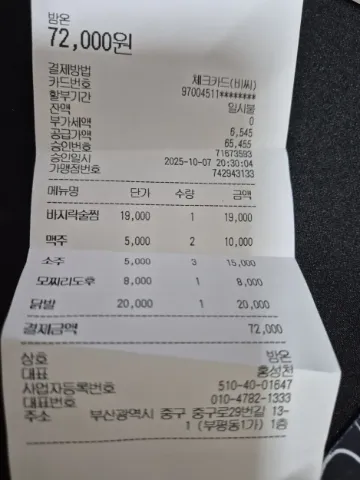 밤온
72,000원
결제방법 체크카드(비씨)
카드번호 97004511********
할부기간 일시불
잔액 0
부가세액 6,545
공급가액 65,455
승인번호 71673593
승인일시 2025-10-07 20:30:04
가맹점번호 742943133
메뉴명 단가 수량 금액
바지락술찜 19,000 1 19,000
맥주 5,000 2 10,000
소주 5,000 3 15,000
모찌리도후 8,000 1 8,000
닭발 20,000 1 20,000
결제금액 72,000
상호 밤온
대표 홍성천
사업자등록번호 510-40-01647
대표번호 010-4782-1333
주소 부산광역시 중구 중구로29번길 13-
1 (부평동1가) 1층